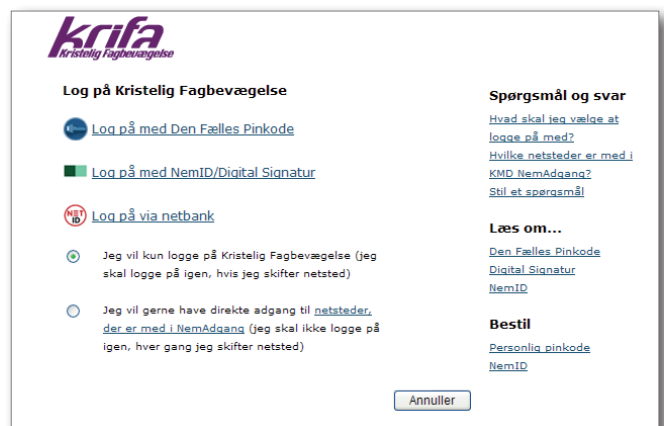 krifa
Kristelig Fagbevægelse
Log på Kristelig Fagbevægelse
Log på med Den Fælles Pinkode
Log på med NemID/Digital Signatur
NET
ID
Log på via netbank
Jeg vil kun logge på Kristelig Fagbevægelse (jeg
skal logge på igen, hvis jeg skifter netsted)
Jeg vil gerne have direkte adgang til netsteder,
der er med i NemAdgang (jeg skal ikke logge på
igen, hver gang jeg skifter netsted)
Annuller
Spørgsmål og svar
Hvad skal jeg vælge at
logge på med?
Hvilke netsteder er med i
KMD NemAdgang?
Stil et spørgsmål
Læs om...
Den Fælles Pinkode
Digital Signatur
NemID
Bestil
Personlig pinkode
NemID